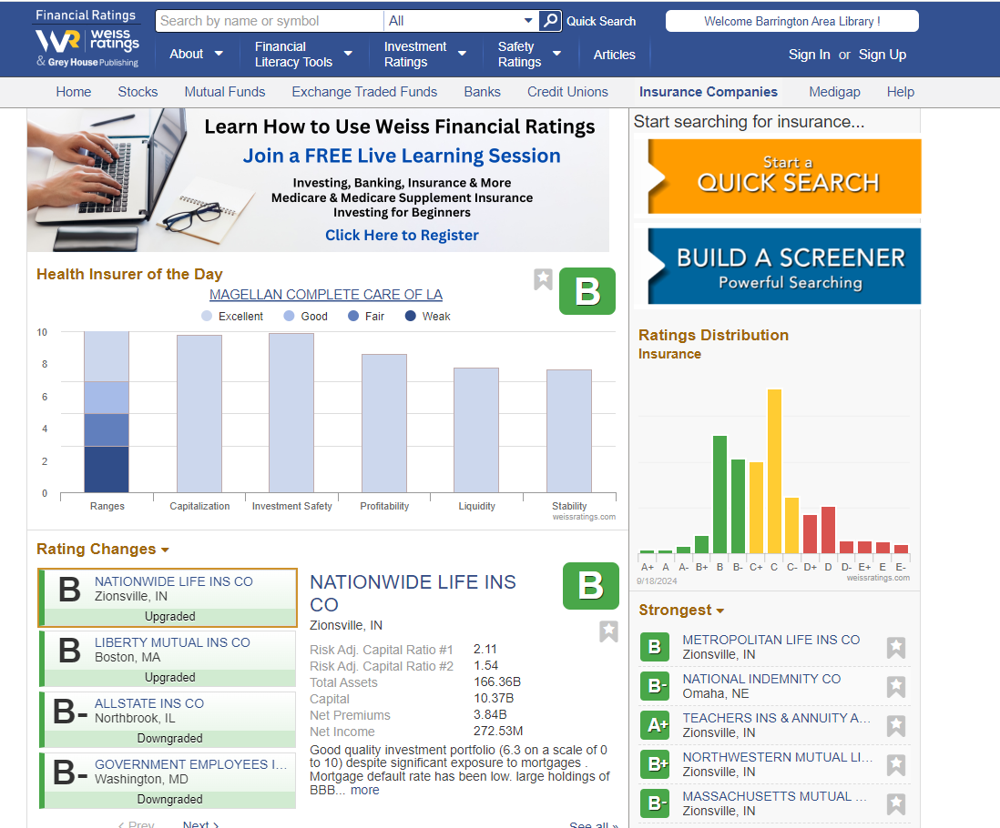 Financial Ratings
WR weiss ratings
& Grey House Publishing
Search by name or symbol
All
Quick Search
Welcome Barrington Area Library !
About
Financial
Literacy Tools
Investment
Ratings
Safety
Ratings
Articles
Sign In or Sign Up
Home Stocks Mutual Funds Exchange Traded Funds Banks Credit Unions Insurance Companies Medigap Help
Learn How to Use Weiss Financial Ratings
Join a FREE Live Learning Session
Investing, Banking, Insurance & More
Medicare & Medicare Supplement Insurance
Investing for Beginners
Click Here to Register
Health Insurer of the Day
B
MAGELLAN COMPLETE CARE OF LA
Excellent Good Fair Weak
10
8
6
4
2
0
Ranges Capitalization Investment Safety Profitability Liquidity Stability
weissratings.com
Rating Changes
B
NATIONWIDE LIFE INS CO
Zionsville, IN
Upgraded
B
LIBERTY MUTUAL INS CO
Boston, MA
Upgraded
B-
ALLSTATE INS CO
Northbrook, IL
Downgraded
B-
GOVERNMENT EMPLOYEES I...
Washington, MD
Downgraded
< Prev Next >
NATIONWIDE LIFE INS
CO
B
Zionsville, IN
Risk Adj. Capital Ratio #1 2.11
Risk Adj. Capital Ratio #2 1.54
Total Assets 166.36B
Capital 10.37B
Net Premiums 3.84B
Net Income 272.53M
Good quality investment portfolio (6.3 on a scale of 0
to 10) despite significant exposure to mortgages .
Mortgage default rate has been low. large holdings of
BBB... more
See all »
Start searching for insurance...
Start a
QUICK SEARCH
BUILD A SCREENER
Powerful Searching
Ratings Distribution
Insurance
A+ A A- B+ B B- C+ C C- D+ D D- E+ E E-
9/18/2024
weissratings.com
Strongest
B
METROPOLITAN LIFE INS CO
Zionsville, IN
B-
NATIONAL INDEMNITY CO
Omaha, NE
A+
TEACHERS INS & ANNUITY A...
Zionsville, IN
B+
NORTHWESTERN MUTUAL LI...
Zionsville, IN
B-
MASSACHUSETTS MUTUAL ...
Zionsville, IN